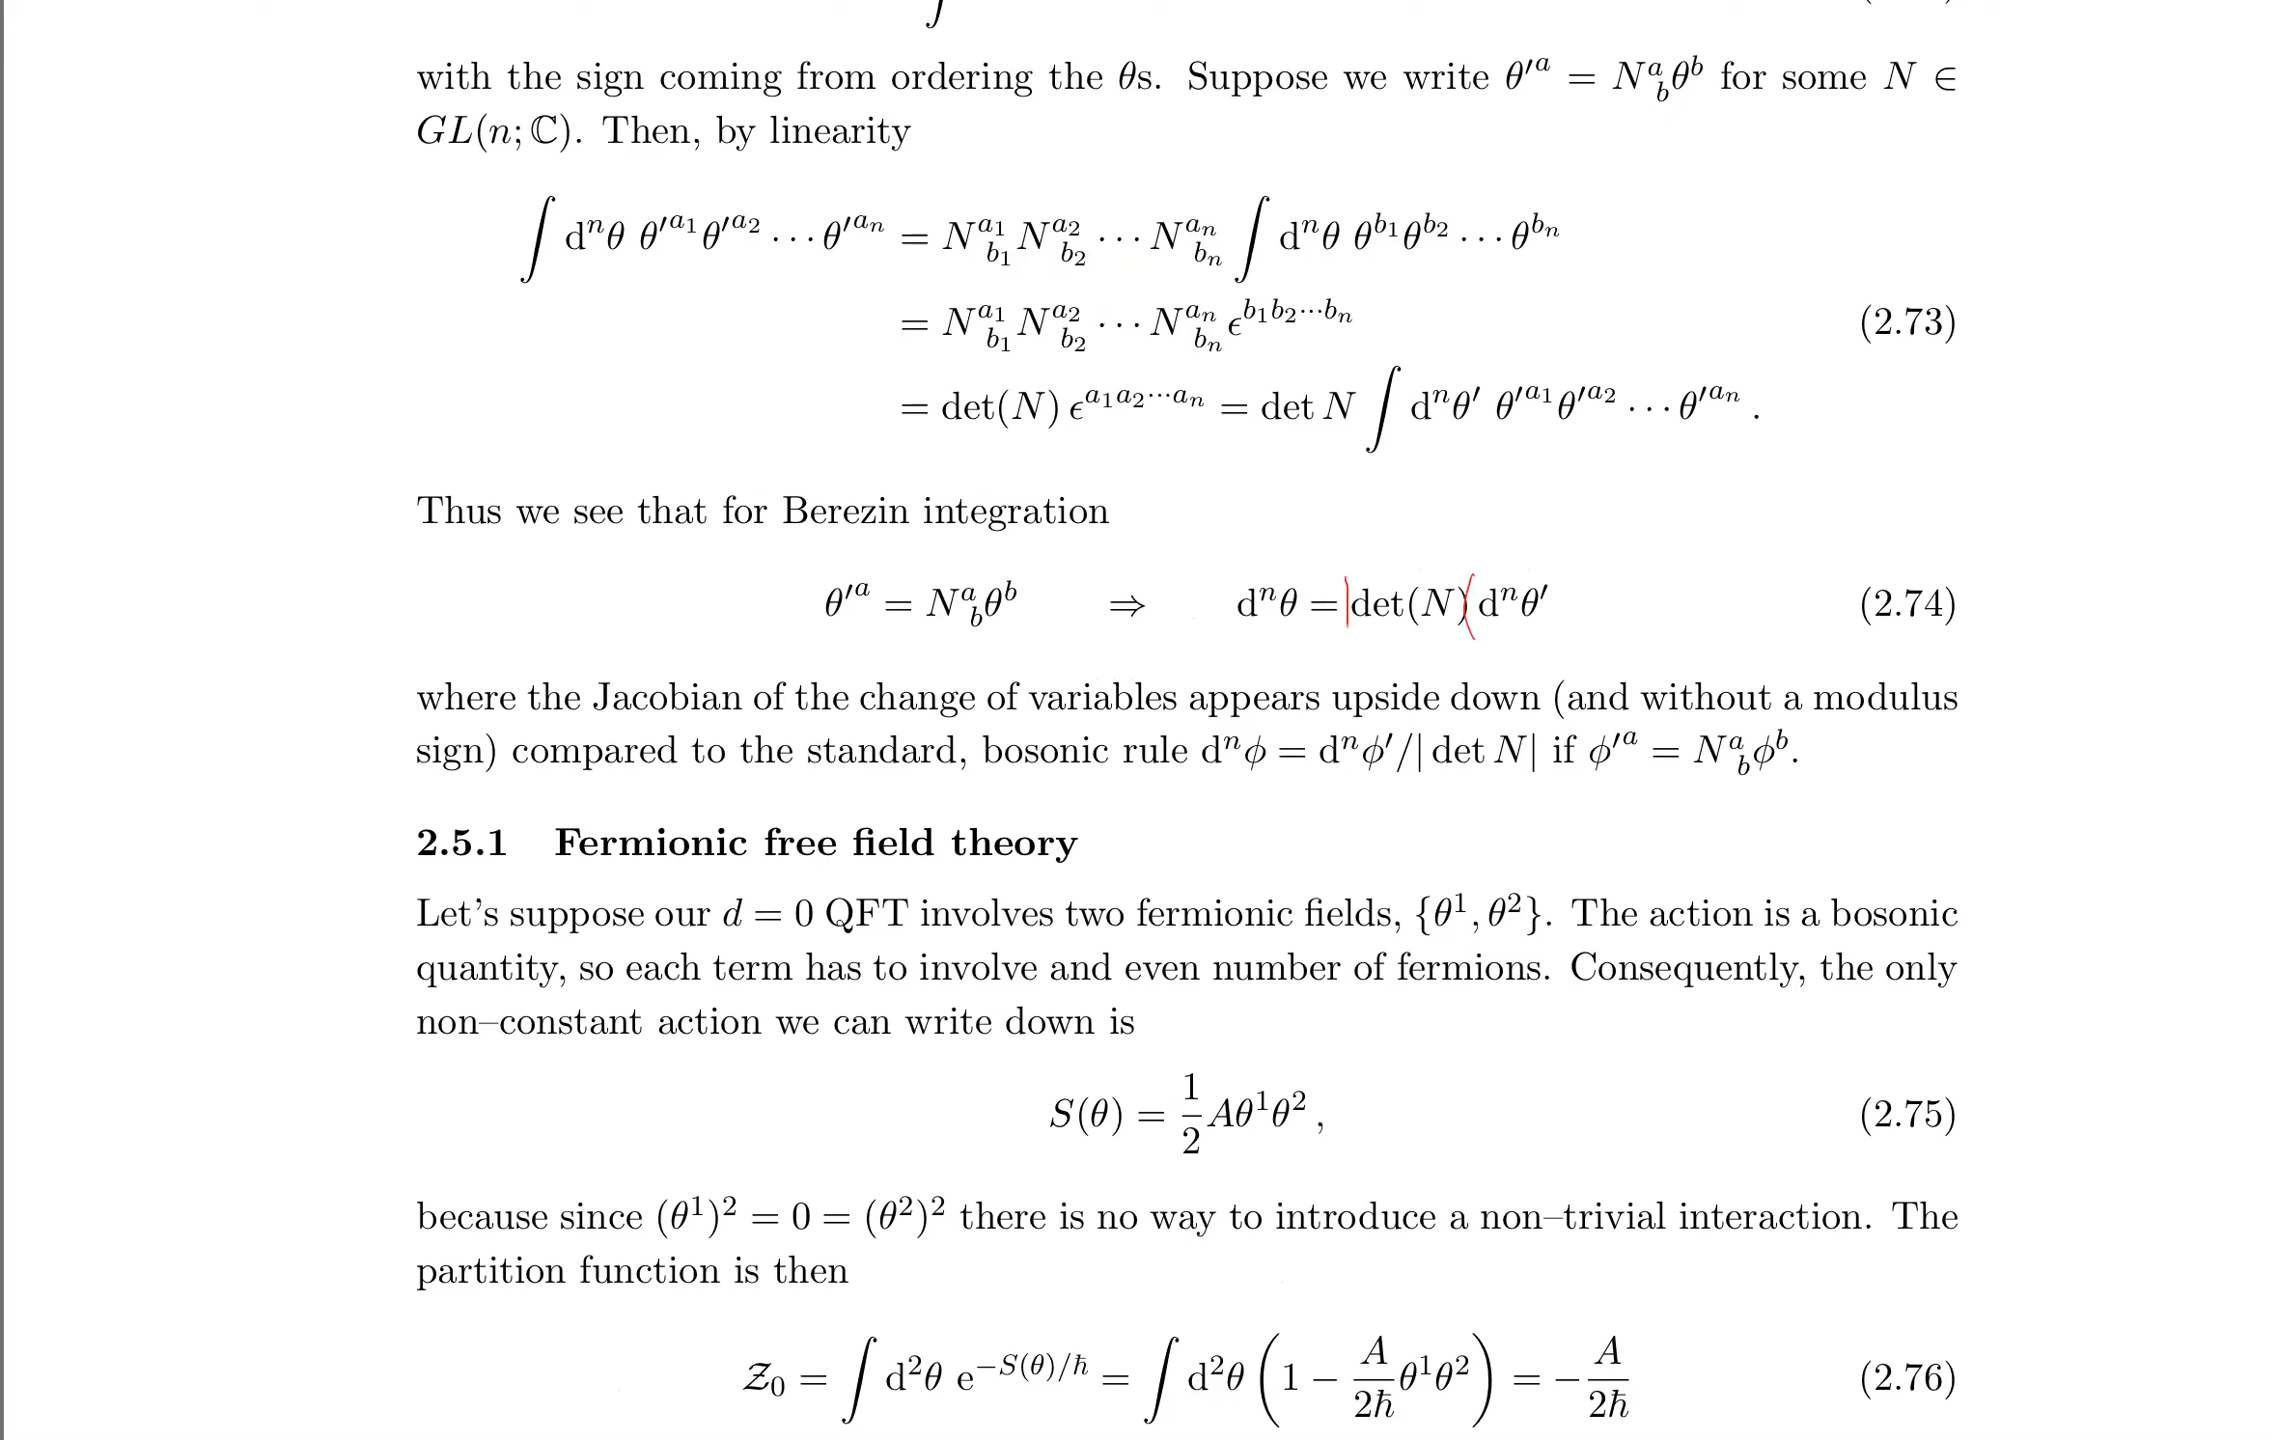 with the sign coming from ordering the θs. Suppose we write θ′ᵃ = Nᵃ_b θᵇ for some N ∈
GL(n; ℂ). Then, by linearity
∫ dⁿθ θ′^{a₁}θ′^{a₂} ··· θ′^{aₙ} = N^{a₁}_{b₁} N^{a₂}_{b₂} ··· N^{aₙ}_{bₙ} ∫ dⁿθ θ^{b₁}θ^{b₂} ··· θ^{bₙ}
= N^{a₁}_{b₁} N^{a₂}_{b₂} ··· N^{aₙ}_{bₙ} ϵ^{b₁b₂···bₙ} (2.73)
= det(N) ϵ^{a₁a₂···aₙ} = det N ∫ dⁿθ′ θ′^{a₁}θ′^{a₂} ··· θ′^{aₙ} .
Thus we see that for Berezin integration
θ′ᵃ = Nᵃ_b θᵇ ⇒ dⁿθ = det(N) dⁿθ′ (2.74)
where the Jacobian of the change of variables appears upside down (and without a modulus
sign) compared to the standard, bosonic rule dⁿϕ = dⁿϕ′/| det N| if ϕ′ᵃ = Nᵃ_b ϕᵇ.
2.5.1 Fermionic free field theory
Let's suppose our d = 0 QFT involves two fermionic fields, {θ¹, θ²}. The action is a bosonic
quantity, so each term has to involve and even number of fermions. Consequently, the only
non–constant action we can write down is
S(θ) = 1/2 Aθ¹θ² , (2.75)
because since (θ¹)² = 0 = (θ²)² there is no way to introduce a non–trivial interaction. The
partition function is then
𝒵₀ = ∫ d²θ e^{−S(θ)/ℏ} = ∫ d²θ (1 − A/2ℏ θ¹θ²) = − A/2ℏ (2.76)